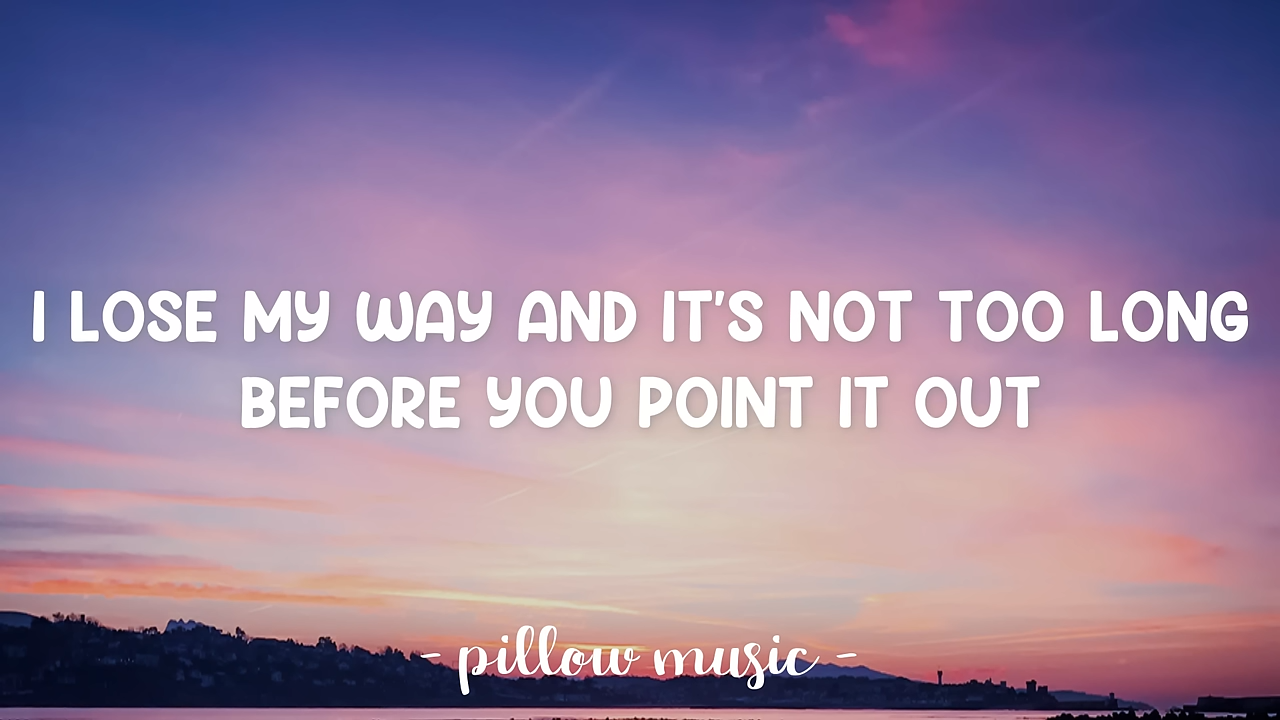 I LOSE MY WAY AND IT'S NOT TOO LONG
BEFORE YOU POINT IT OUT
- pillow music -